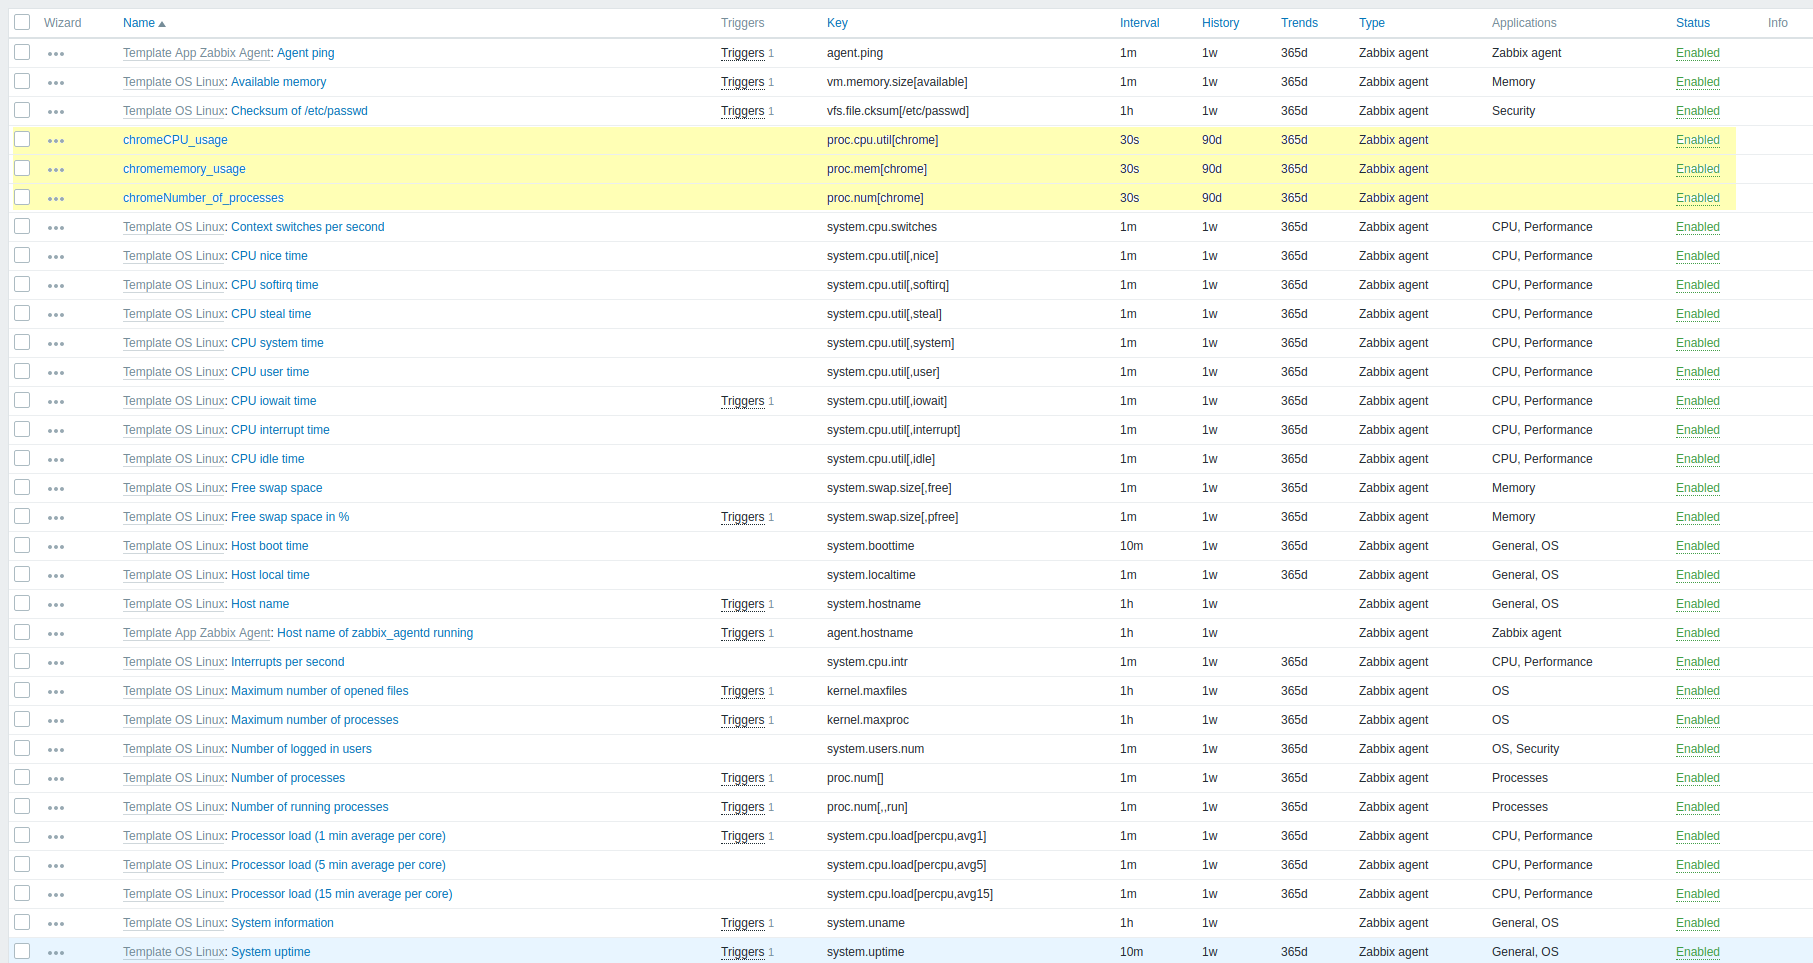 Wizard Name Triggers Key Interval History Trends Type Applications Status Info
Template App Zabbix Agent: Agent ping Triggers 1 agent.ping 1m 1w 365d Zabbix agent Zabbix agent Enabled
Template OS Linux: Available memory Triggers 1 vm.memory.size[available] 1m 1w 365d Zabbix agent Memory Enabled
Template OS Linux: Checksum of /etc/passwd Triggers 1 vfs.file.cksum[/etc/passwd] 1h 1w 365d Zabbix agent Security Enabled
chromeCPU_usage proc.cpu.util[chrome] 30s 90d 365d Zabbix agent Enabled
chromememory_usage proc.mem[chrome] 30s 90d 365d Zabbix agent Enabled
chromeNumber_of_processes proc.num[chrome] 30s 90d 365d Zabbix agent Enabled
Template OS Linux: Context switches per second system.cpu.switches 1m 1w 365d Zabbix agent CPU, Performance Enabled
Template OS Linux: CPU nice time system.cpu.util[,nice] 1m 1w 365d Zabbix agent CPU, Performance Enabled
Template OS Linux: CPU softirq time system.cpu.util[,softirq] 1m 1w 365d Zabbix agent CPU, Performance Enabled
Template OS Linux: CPU steal time system.cpu.util[,steal] 1m 1w 365d Zabbix agent CPU, Performance Enabled
Template OS Linux: CPU system time system.cpu.util[,system] 1m 1w 365d Zabbix agent CPU, Performance Enabled
Template OS Linux: CPU user time system.cpu.util[,user] 1m 1w 365d Zabbix agent CPU, Performance Enabled
Template OS Linux: CPU iowait time Triggers 1 system.cpu.util[,iowait] 1m 1w 365d Zabbix agent CPU, Performance Enabled
Template OS Linux: CPU interrupt time system.cpu.util[,interrupt] 1m 1w 365d Zabbix agent CPU, Performance Enabled
Template OS Linux: CPU idle time system.cpu.util[,idle] 1m 1w 365d Zabbix agent CPU, Performance Enabled
Template OS Linux: Free swap space system.swap.size[,free] 1m 1w 365d Zabbix agent Memory Enabled
Template OS Linux: Free swap space in % Triggers 1 system.swap.size[,pfree] 1m 1w 365d Zabbix agent Memory Enabled
Template OS Linux: Host boot time system.boottime 10m 1w 365d Zabbix agent General, OS Enabled
Template OS Linux: Host local time system.localtime 1m 1w 365d Zabbix agent General, OS Enabled
Template OS Linux: Host name Triggers 1 system.hostname 1h 1w Zabbix agent General, OS Enabled
Template App Zabbix Agent: Host name of zabbix_agentd running Triggers 1 agent.hostname 1h 1w Zabbix agent Zabbix agent Enabled
Template OS Linux: Interrupts per second system.cpu.intr 1m 1w 365d Zabbix agent CPU, Performance Enabled
Template OS Linux: Maximum number of opened files Triggers 1 kernel.maxfiles 1h 1w 365d Zabbix agent OS Enabled
Template OS Linux: Maximum number of processes Triggers 1 kernel.maxproc 1h 1w 365d Zabbix agent OS Enabled
Template OS Linux: Number of logged in users system.users.num 1m 1w 365d Zabbix agent OS, Security Enabled
Template OS Linux: Number of processes Triggers 1 proc.num[] 1m 1w 365d Zabbix agent Processes Enabled
Template OS Linux: Number of running processes Triggers 1 proc.num[,,run] 1m 1w 365d Zabbix agent Processes Enabled
Template OS Linux: Processor load (1 min average per core) Triggers 1 system.cpu.load[percpu,avg1] 1m 1w 365d Zabbix agent CPU, Performance Enabled
Template OS Linux: Processor load (5 min average per core) system.cpu.load[percpu,avg5] 1m 1w 365d Zabbix agent CPU, Performance Enabled
Template OS Linux: Processor load (15 min average per core) system.cpu.load[percpu,avg15] 1m 1w 365d Zabbix agent CPU, Performance Enabled
Template OS Linux: System information Triggers 1 system.uname 1h 1w Zabbix agent General, OS Enabled
Template OS Linux: System uptime Triggers 1 system.uptime 10m 1w 365d Zabbix agent General, OS Enabled